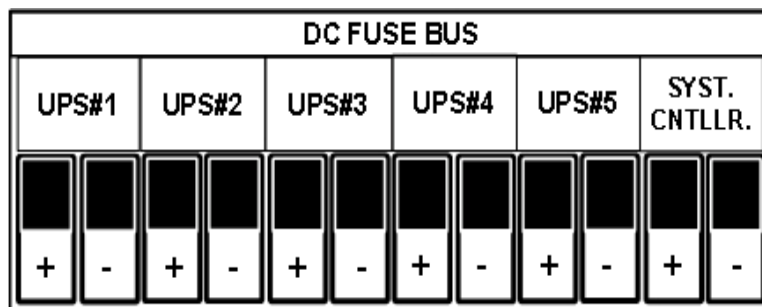 DC FUSE BUS
UPS#1 UPS#2 UPS#3 UPS#4 UPS#5 SYST.
CNTLLR.
+ - + - + - + - + - + -